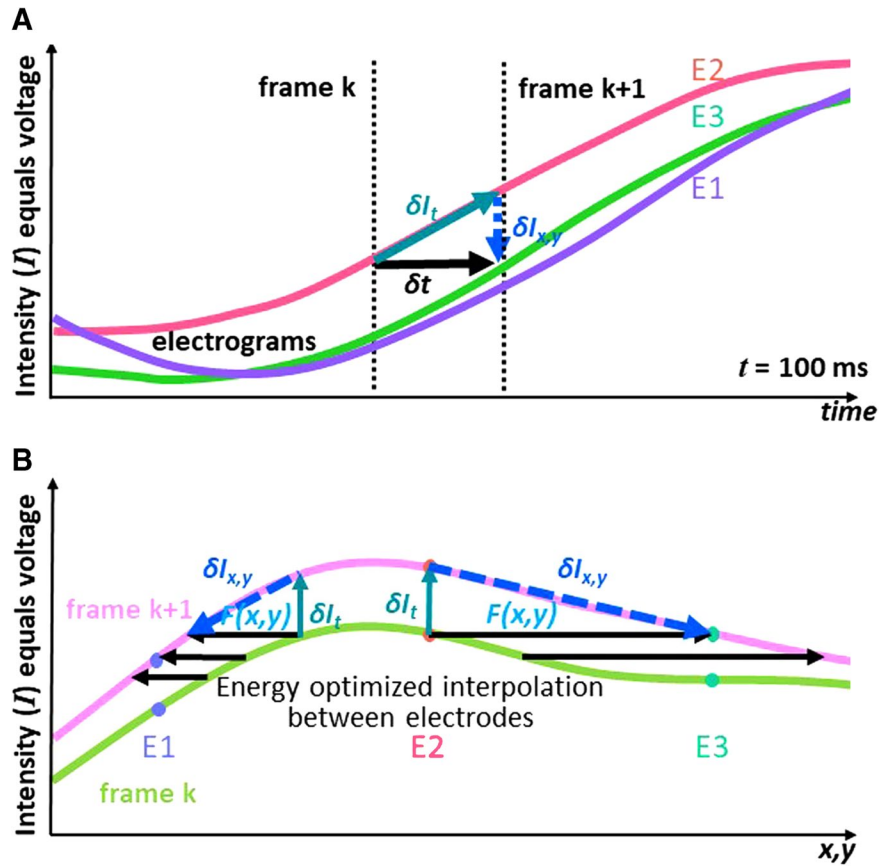 A
Intensity (I) equals voltage
frame k
frame k+1
E2
E3
E1
δIt
δIx,y
δt
electrograms
t = 100 ms
time
B
Intensity (I) equals voltage
δIx,y
δIx,y
frame k+1
F(x,y)
δIt
δIt
F(x,y)
Energy optimized interpolation
between electrodes
E1
E2
E3
frame k
x,y